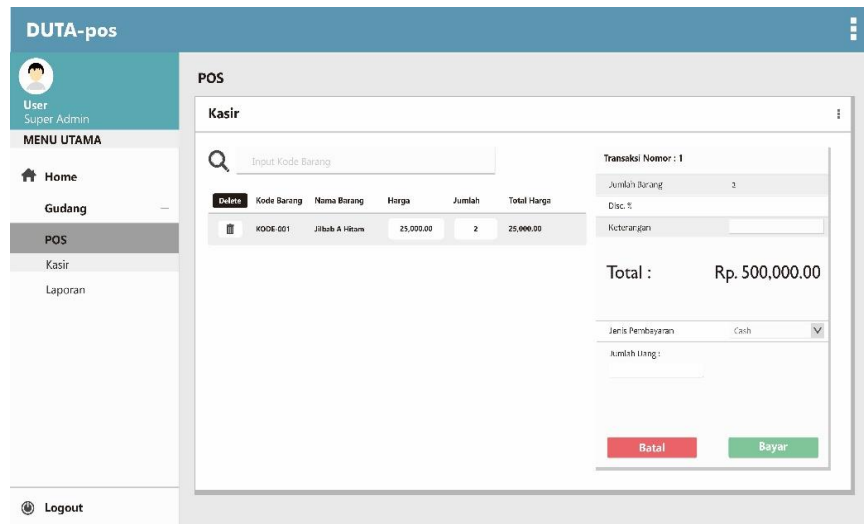 DUTA-pos
User
Super Admin
MENU UTAMA
Home
Gudang
POS
Kasir
Laporan
Logout
POS
Kasir
Input Kode Barang
Delete Kode Barang Nama Barang Harga Jumlah Total Harga
KODE-001 Jilbab A Hitam 25,000.00 2 25,000.00
Transaksi Nomor : 1
Jumlah Barang 2
Disc. %
Keterangan
Total : Rp. 500,000.00
Jenis Pembayaran Cash
Jumlah Uang :
Batal Bayar